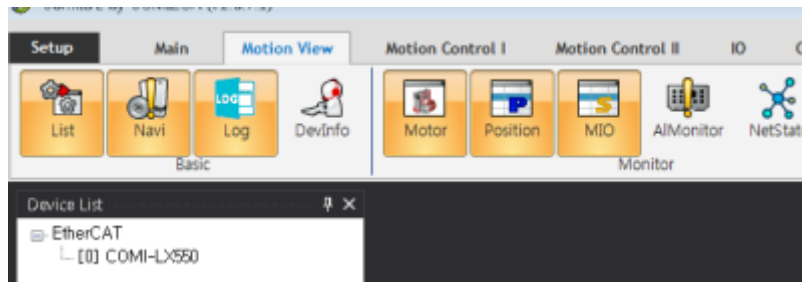 Setup Main Motion View Motion Control I Motion Control II IO
LOG
List Navi Log DevInfo Motor Position MIO AlMonitor NetStat
Basic Monitor
Device List
EtherCAT
[0] COMI-LX550